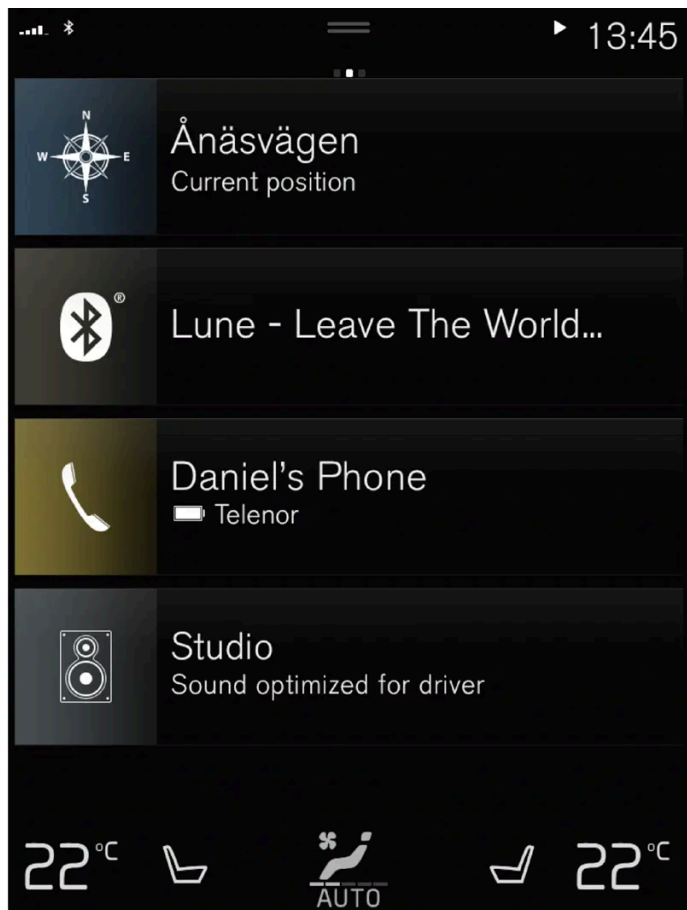 13:45
N
W E
S
Ånäsvägen
Current position
®
Lune - Leave The World...
Daniel's Phone
Telenor
Studio
Sound optimized for driver
22°C
AUTO
22°C